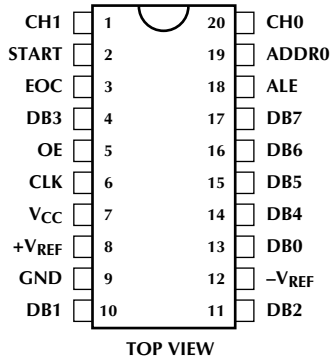 CH1 1 20 CH0
START 2 19 ADDR0
EOC 3 18 ALE
DB3 4 17 DB7
OE 5 16 DB6
CLK 6 15 DB5
VCC 7 14 DB4
+VREF 8 13 DB0
GND 9 12 –VREF
DB1 10 11 DB2
TOP VIEW